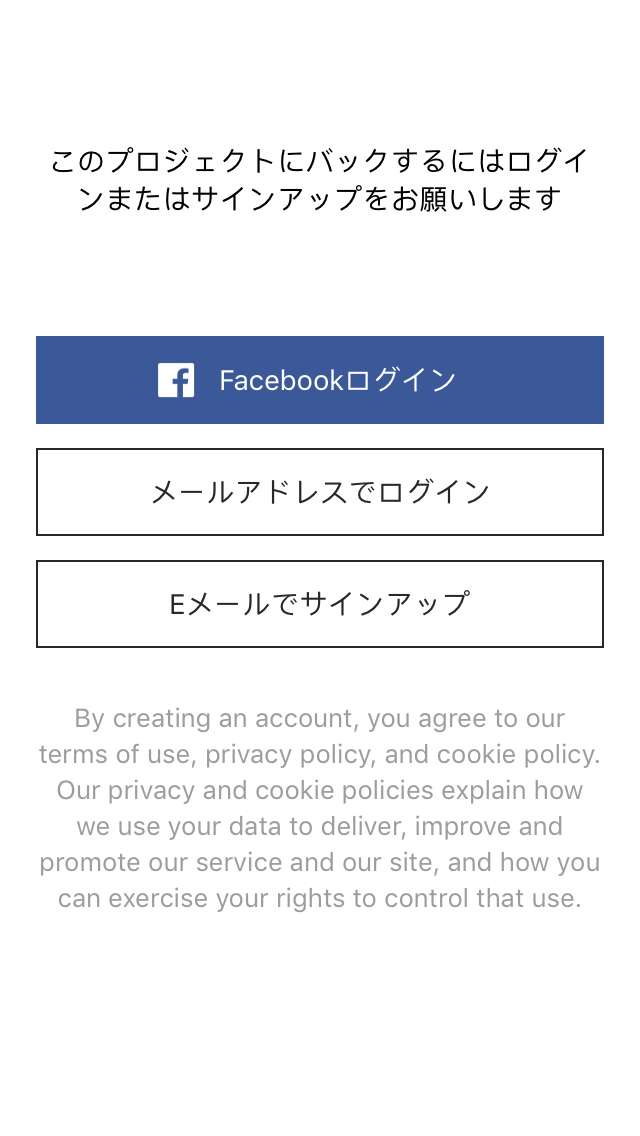 このプロジェクトにバックするにはログイ
ンまたはサインアップをお願いします
Facebookログイン
メールアドレスでログイン
Eメールでサインアップ
By creating an account, you agree to our
terms of use, privacy policy, and cookie policy.
Our privacy and cookie policies explain how
we use your data to deliver, improve and
promote our service and our site, and how you
can exercise your rights to control that use.